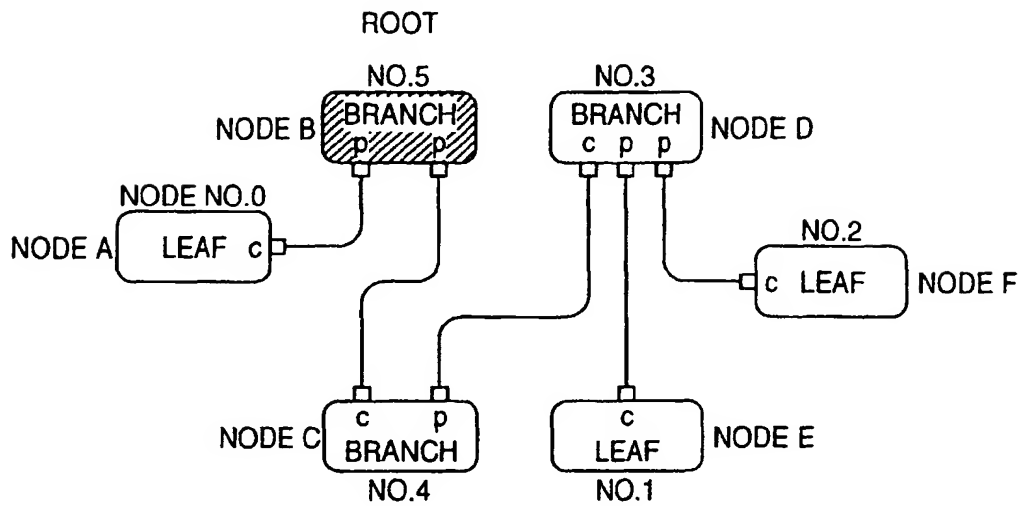 ROOT
NO.5
NODE B
BRANCH
p p
NO.3
BRANCH
c p p
NODE D
NODE NO.0
NODE A
LEAF c
NO.2
c LEAF
NODE F
NODE C
c p
BRANCH
NO.4
c
LEAF
NODE E
NO.1